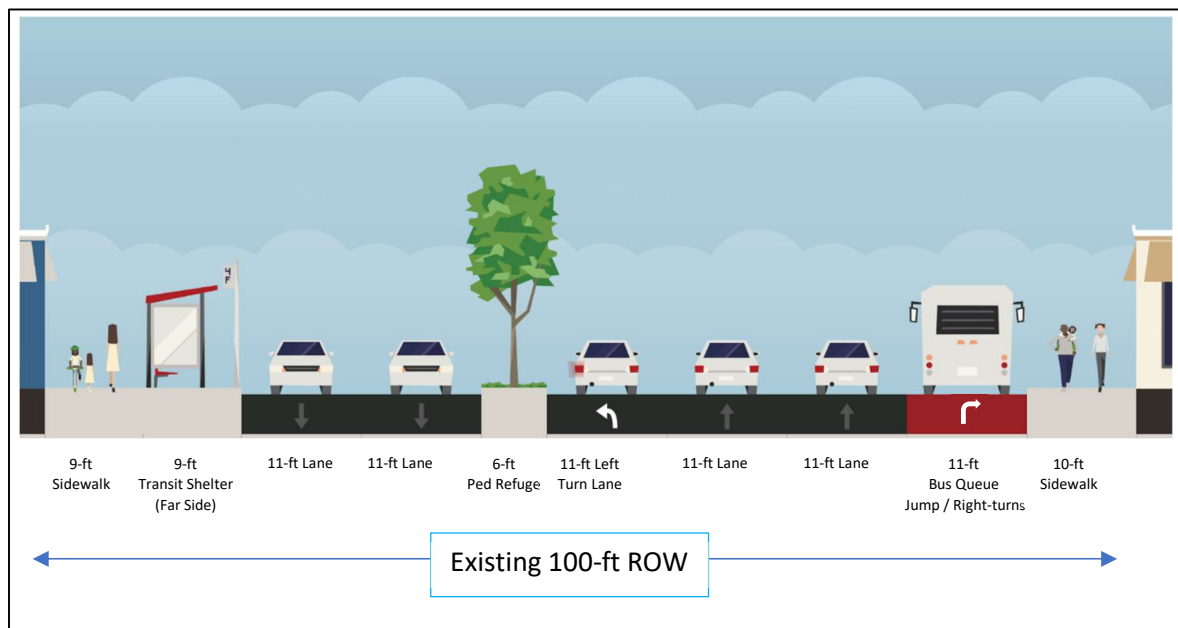 4
F
9-ft
Sidewalk
9-ft
Transit Shelter
(Far Side)
11-ft Lane
11-ft Lane
6-ft
Ped Refuge
11-ft Left
Turn Lane
11-ft Lane
11-ft Lane
11-ft
Bus Queue
Jump / Right-turns
10-ft
Sidewalk
Existing 100-ft ROW